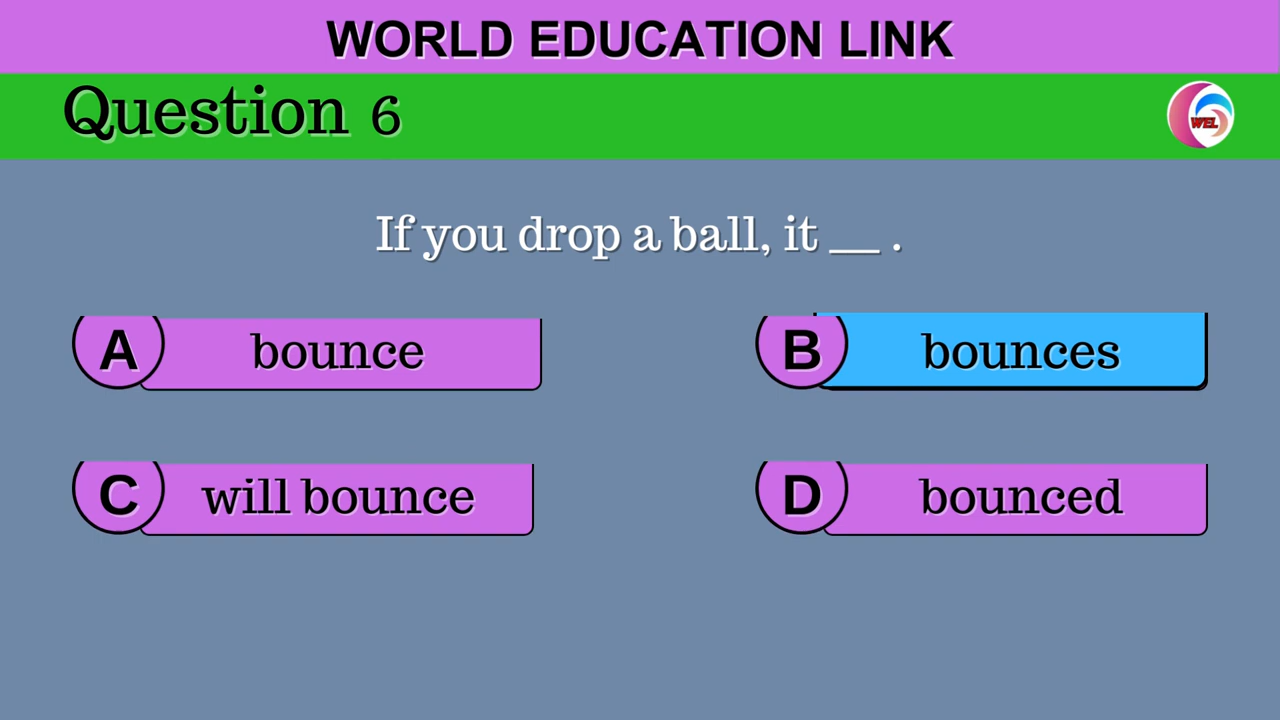 WORLD EDUCATION LINK
Question 6
WEL
If you drop a ball, it __ .
A bounce
B bounces
C will bounce
D bounced